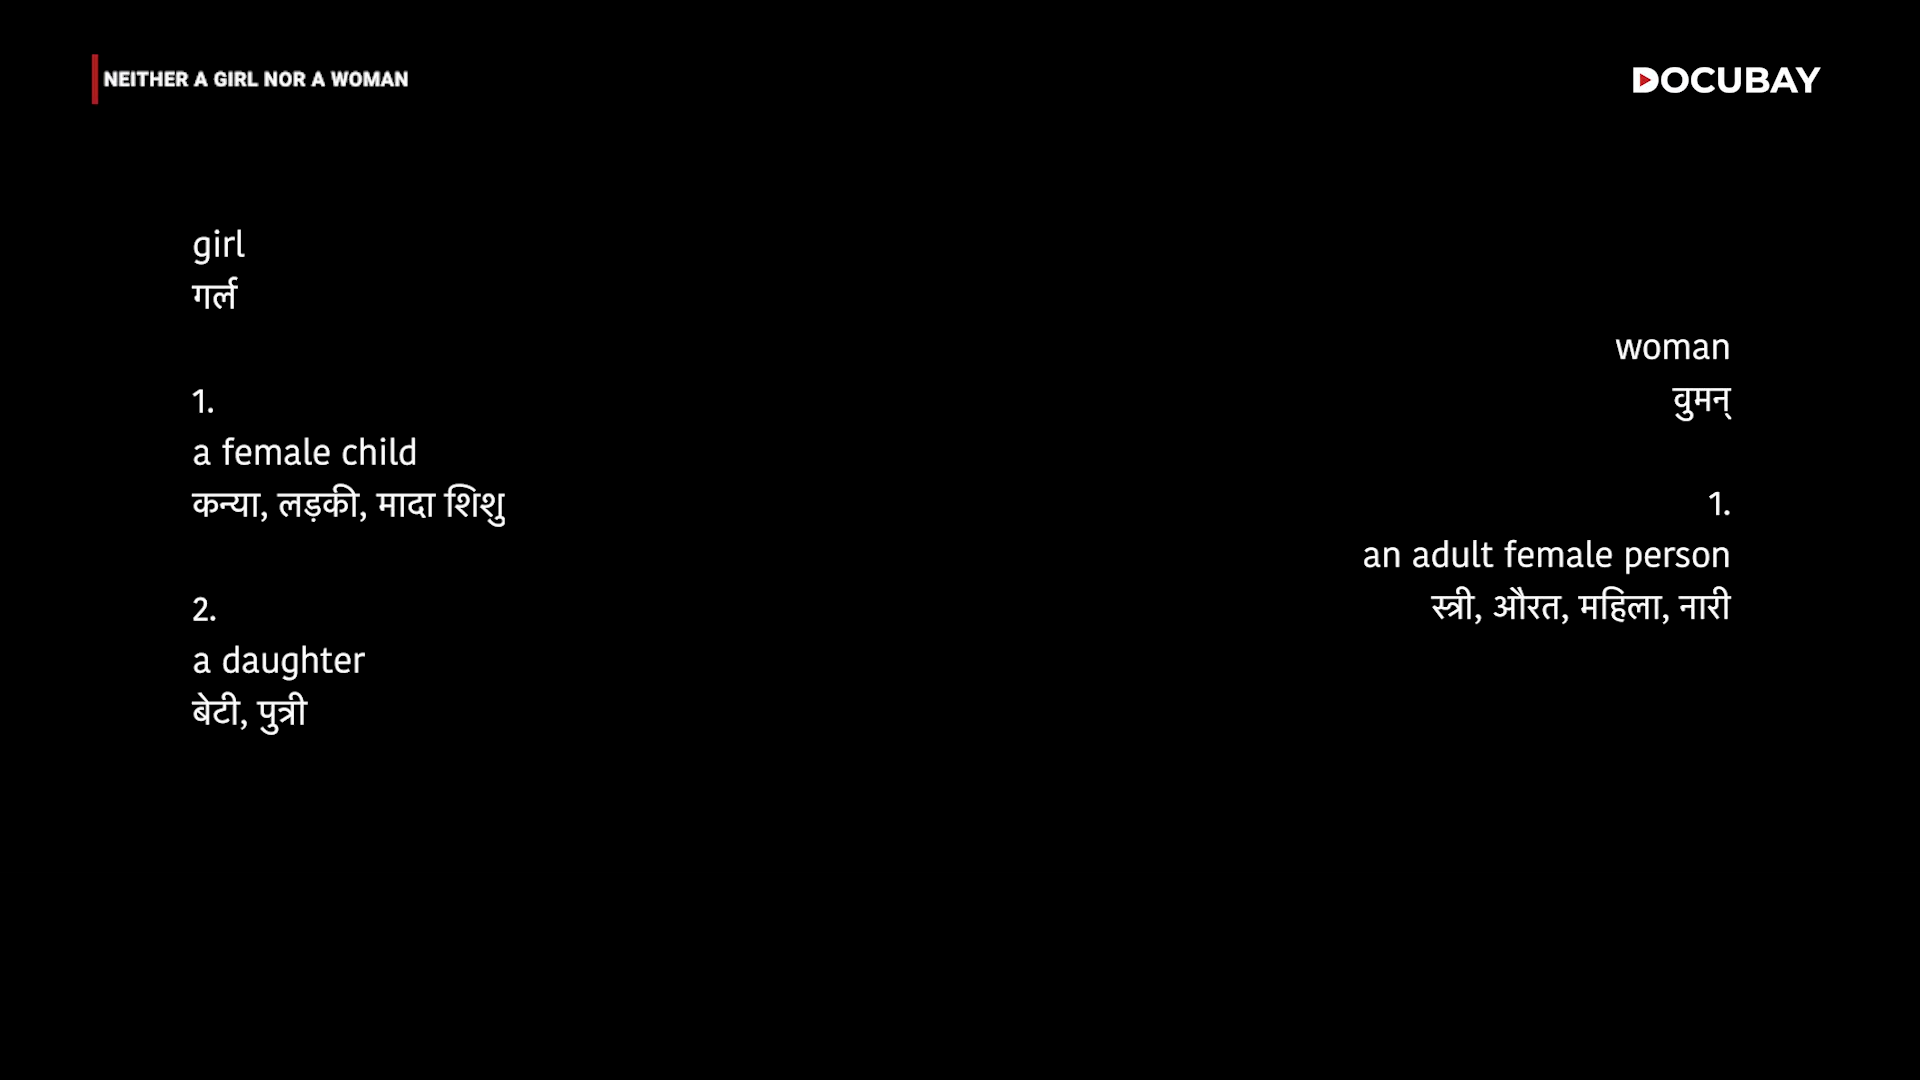 NEITHER A GIRL NOR A WOMAN
DOCUBAY
girl
गर्ल
1.
a female child
कन्या, लड़की, मादा शिशु
2.
a daughter
बेटी, पुत्री
woman
वुमन्
1.
an adult female person
स्त्री, औरत, महिला, नारी